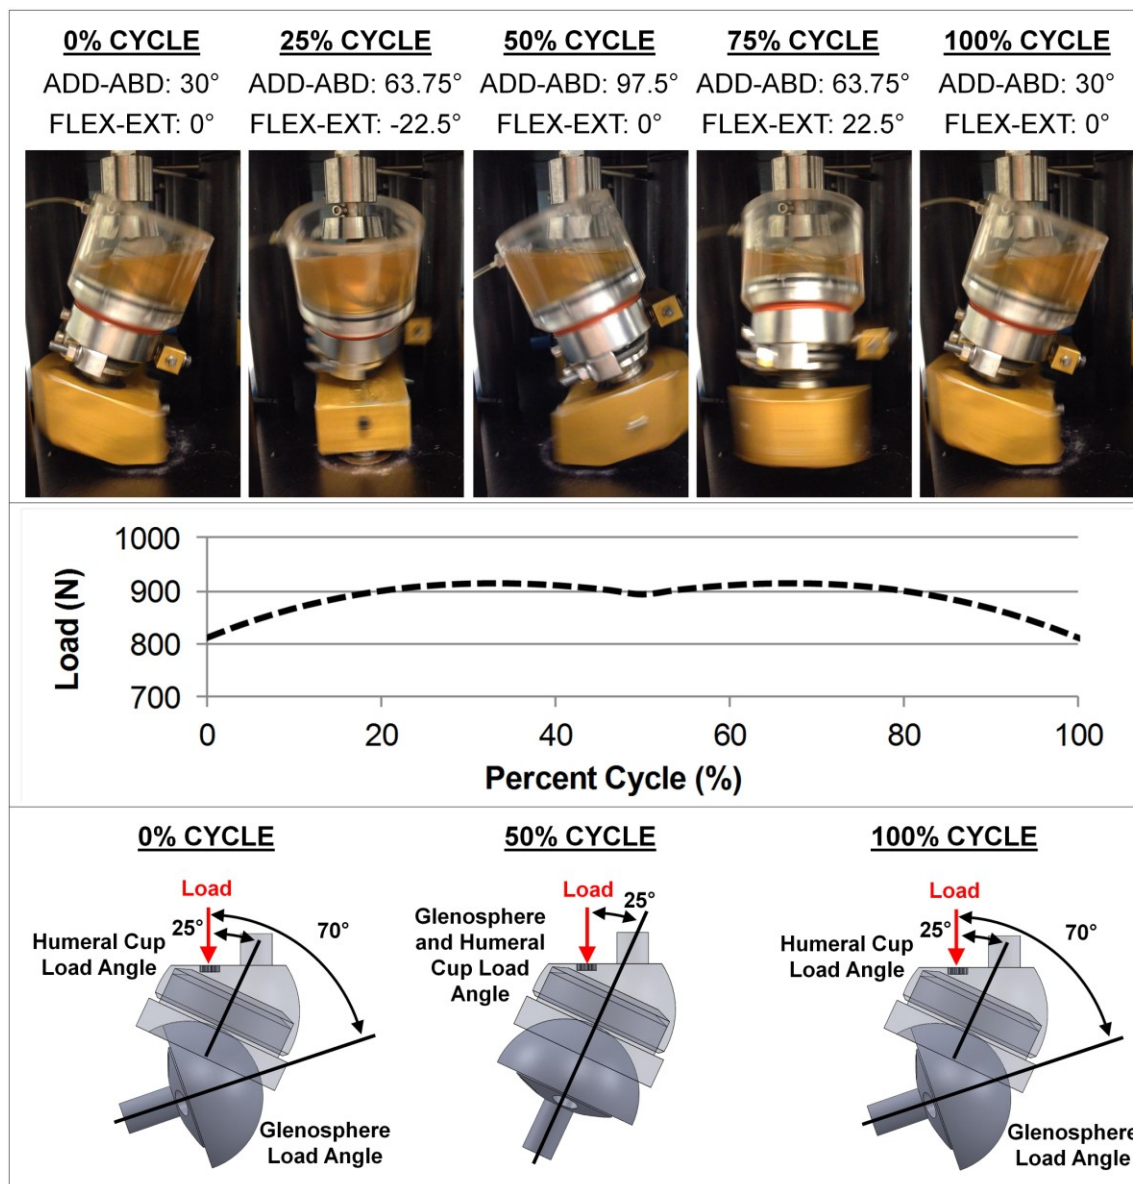 0% CYCLE
ADD-ABD: 30°
FLEX-EXT: 0°
25% CYCLE
ADD-ABD: 63.75°
FLEX-EXT: -22.5°
50% CYCLE
ADD-ABD: 97.5°
FLEX-EXT: 0°
75% CYCLE
ADD-ABD: 63.75°
FLEX-EXT: 22.5°
100% CYCLE
ADD-ABD: 30°
FLEX-EXT: 0°
Load (N)
1000
900
800
700
0
20
40
60
80
100
Percent Cycle (%)
0% CYCLE
Load
25°
70°
Humeral Cup
Load Angle
Glenosphere
Load Angle
50% CYCLE
Load
25°
Glenosphere
and Humeral
Cup Load
Angle
100% CYCLE
Load
25°
70°
Humeral Cup
Load Angle
Glenosphere
Load Angle